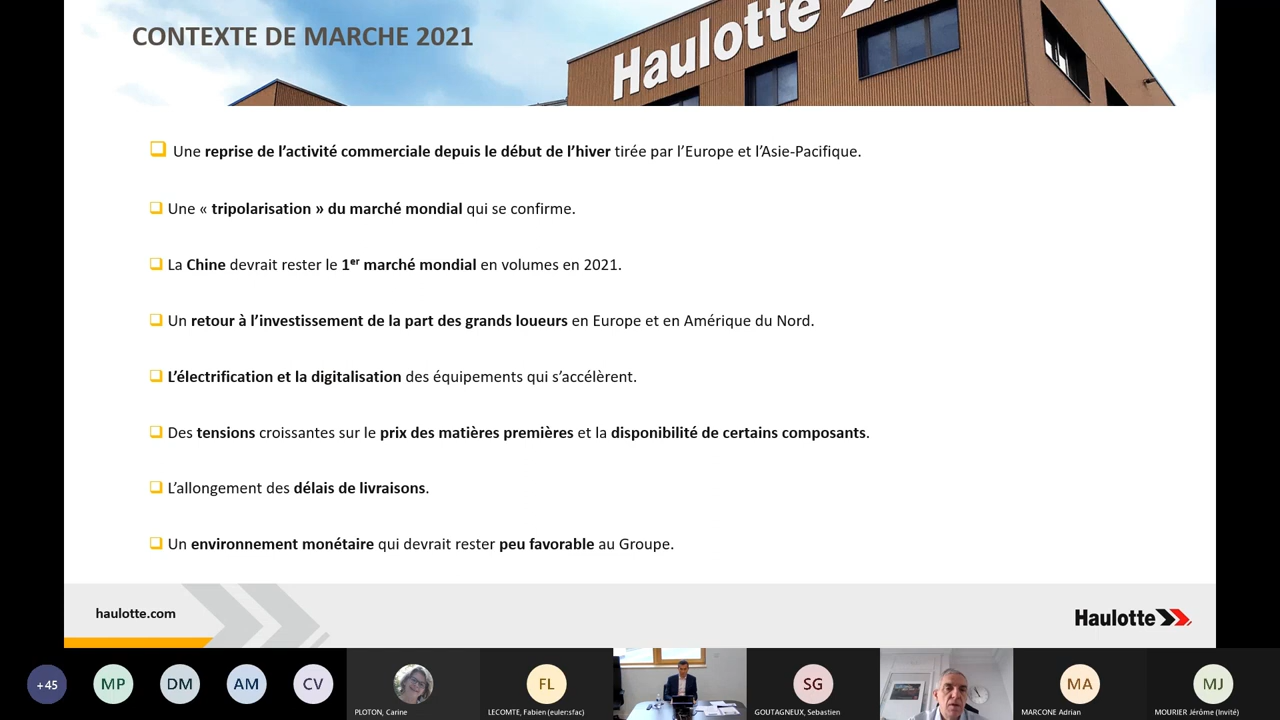 CONTEXTE DE MARCHE 2021
Haulotte
Une reprise de l’activité commerciale depuis le début de l’hiver tirée par l’Europe et l’Asie-Pacifique.
Une « tripolarisation » du marché mondial qui se confirme.
La Chine devrait rester le 1er marché mondial en volumes en 2021.
Un retour à l’investissement de la part des grands loueurs en Europe et en Amérique du Nord.
L’électrification et la digitalisation des équipements qui s’accélèrent.
Des tensions croissantes sur le prix des matières premières et la disponibilité de certains composants.
L’allongement des délais de livraisons.
Un environnement monétaire qui devrait rester peu favorable au Groupe.
haulotte.com
Haulotte
+45 MP DM AM CV FL SG MA MJ
PLOTON, Carine LECOMTE, Fabien (euler:sfac) GOUTAGNEUX, Sebastien MARCONE Adrian MOURIER Jérôme (Invité)